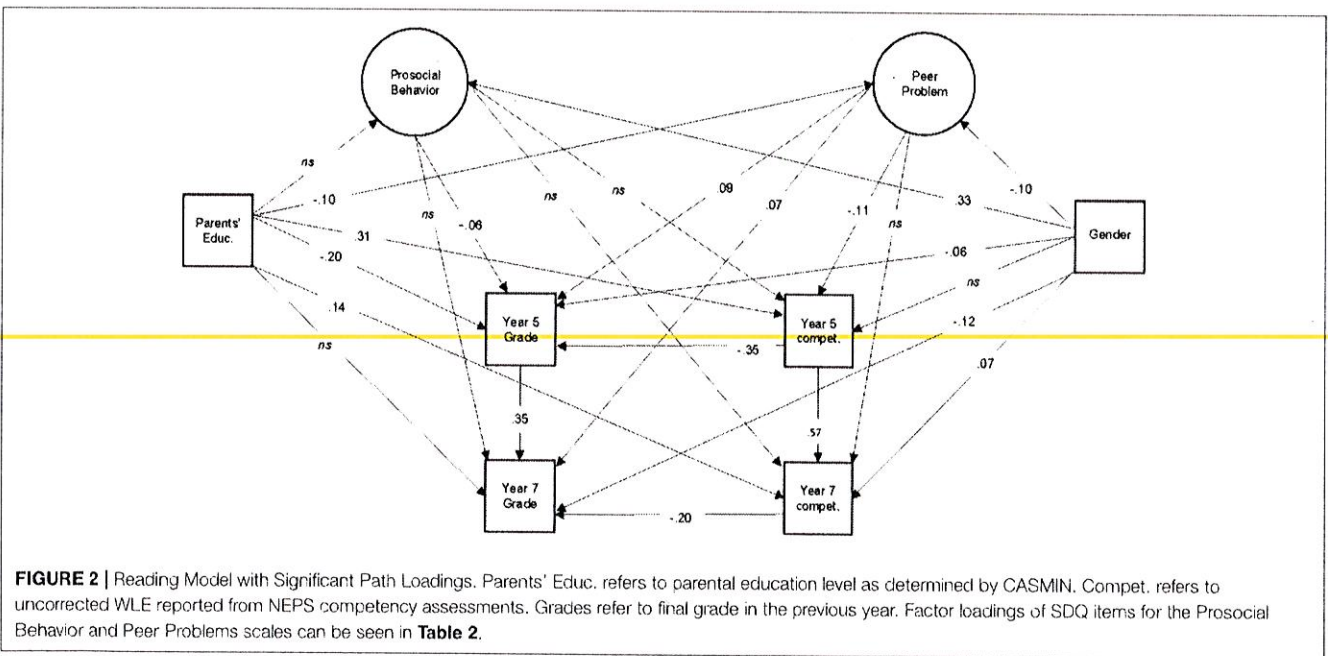 Prosocial
Behavior
Peer
Problem
ns
-.10
ns
ns
.09
.07
-.11
ns
.33
-.10
Parents'
Educ.
ns
-.06
Gender
.31
-.20
-.06
ns
.14
ns
Year 5
Grade
Year 5
compet.
-.35
-.12
.07
.35
.57
Year 7
Grade
Year 7
compet.
-.20
FIGURE 2 | Reading Model with Significant Path Loadings. Parents' Educ. refers to parental education level as determined by CASMIN. Compet. refers to
uncorrected WLE reported from NEPS competency assessments. Grades refer to final grade in the previous year. Factor loadings of SDQ items for the Prosocial
Behavior and Peer Problems scales can be seen in Table 2.